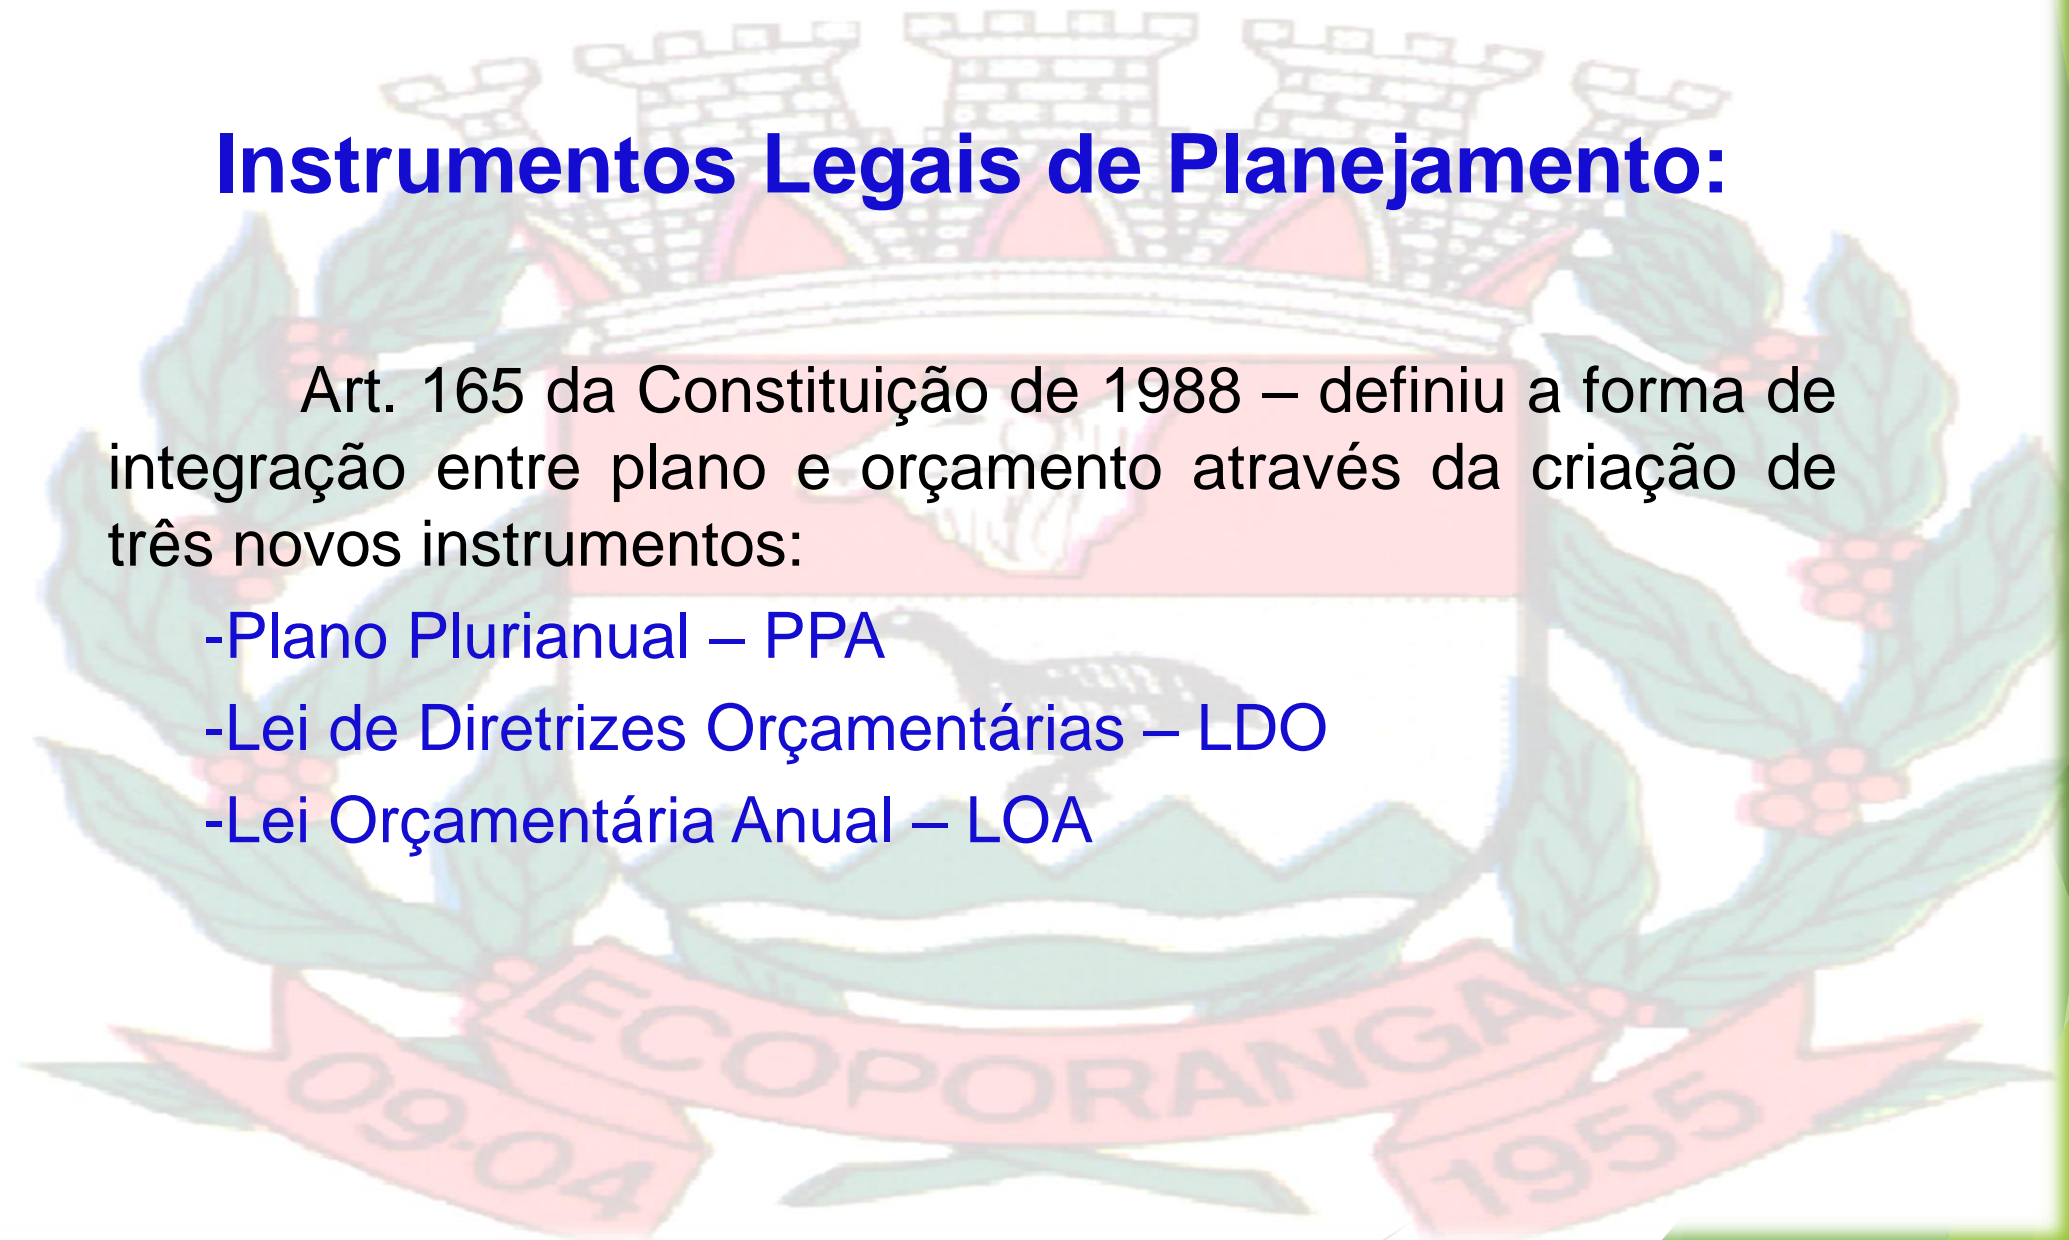 Instrumentos Legais de Planejamento:
Art. 165 da Constituição de 1988 – definiu a forma de
integração entre plano e orçamento através da criação de
três novos instrumentos:
-Plano Plurianual – PPA
-Lei de Diretrizes Orçamentárias – LDO
-Lei Orçamentária Anual – LOA
ECOPORANGA
09-04
1955